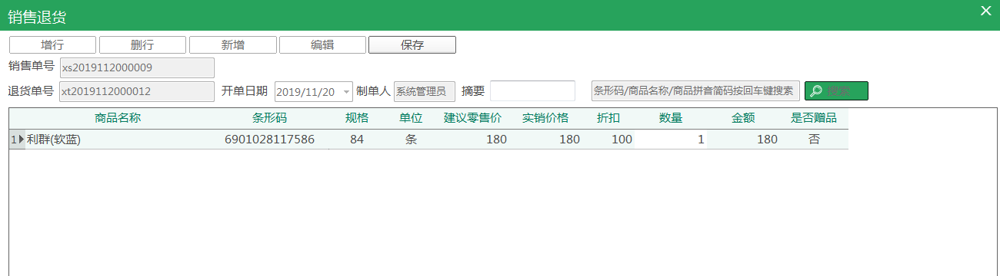 销售退货
增行 删行 新增 编辑 保存
销售单号 xs2019112000009
退货单号 xt2019112000012 开单日期 2019/11/20 制单人 系统管理员 摘要 条形码/商品名称/商品拼音简码按回车键搜索 搜索
商品名称 条形码 规格 单位 建议零售价 实销价格 折扣 数量 金额 是否赠品
1 利群(软蓝) 6901028117586 84 条 180 180 100 1 180 否